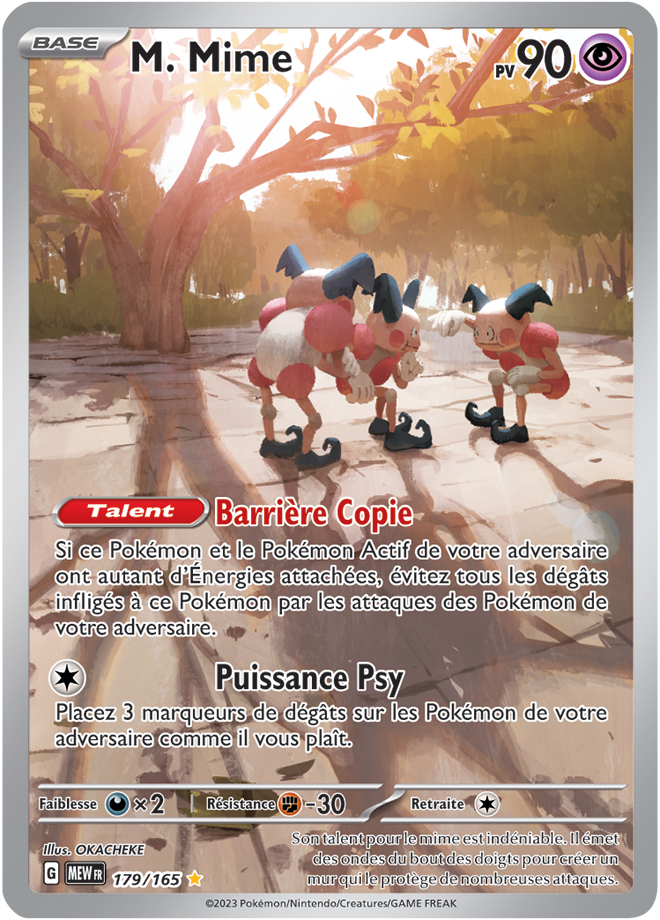 BASE
M. Mime
PV 90
Talent Barrière Copie
Si ce Pokémon et le Pokémon Actif de votre adversaire
ont autant d'Énergies attachées, évitez tous les dégâts
infligés à ce Pokémon par les attaques des Pokémon de
votre adversaire.
Puissance Psy
Placez 3 marqueurs de dégâts sur les Pokémon de votre
adversaire comme il vous plaît.
Faiblesse ×2 Résistance -30 Retraite
Illus. OKACHEKE
G MEW FR 179/165
Son talent pour le mime est indéniable. Il émet
des ondes du bout des doigts pour créer un
mur qui le protège de nombreuses attaques.
©2023 Pokémon/Nintendo/Creatures/GAME FREAK